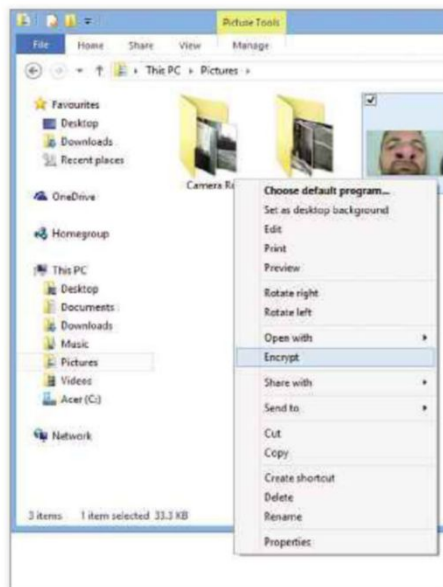 Picture Tools
File Home Share View Manage
This PC Pictures
Favourites
Desktop
Downloads
Recent places
OneDrive
Homegroup
This PC
Desktop
Documents
Downloads
Music
Pictures
Videos
Acer (C:)
Network
3 items 1 item selected 33.3 KB
Camera
Choose default program...
Set as desktop background
Edit
Print
Preview
Rotate right
Rotate left
Open with
Encrypt
Share with
Send to
Cut
Copy
Create shortcut
Delete
Rename
Properties